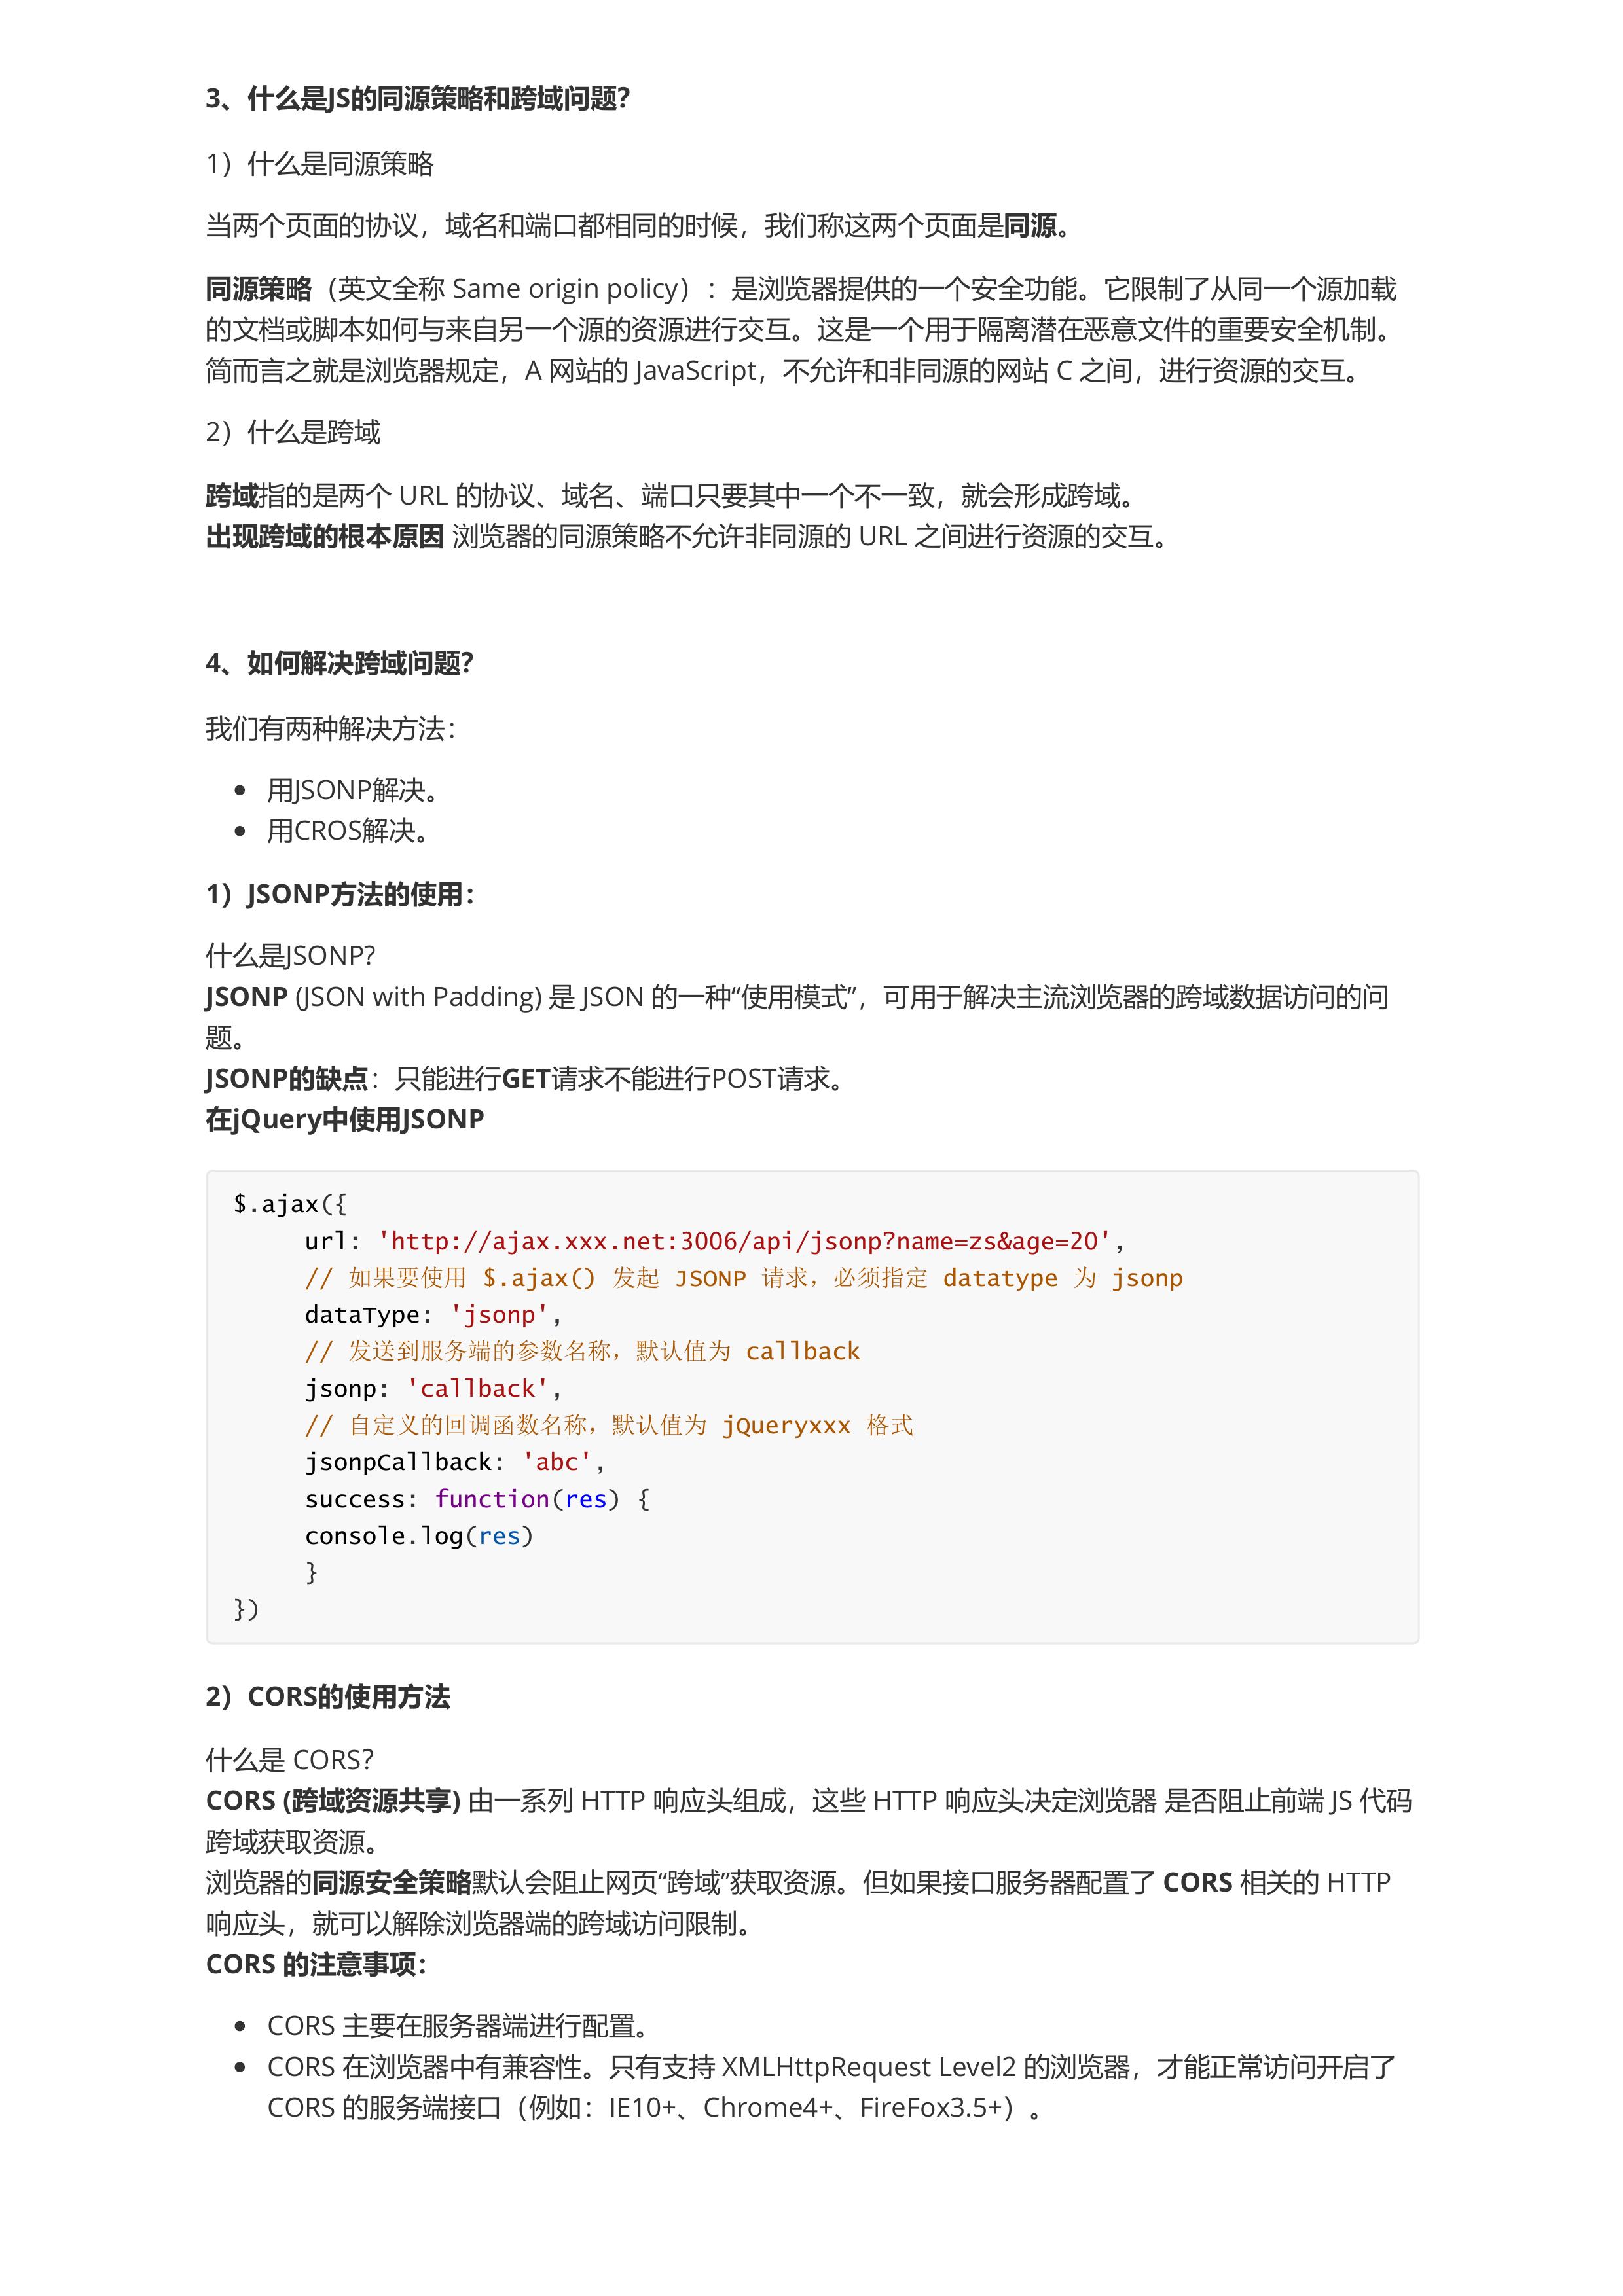 3、什么是JS的同源策略和跨域问题？
1）什么是同源策略
当两个页面的协议，域名和端口都相同的时候，我们称这两个页面是同源。
同源策略（英文全称 Same origin policy）：是浏览器提供的一个安全功能。它限制了从同一个源加载
的文档或脚本如何与来自另一个源的资源进行交互。这是一个用于隔离潜在恶意文件的重要安全机制。
简而言之就是浏览器规定，A 网站的 JavaScript，不允许和非同源的网站 C 之间，进行资源的交互。
2）什么是跨域
跨域指的是两个 URL 的协议、域名、端口只要其中一个不一致，就会形成跨域。
出现跨域的根本原因 浏览器的同源策略不允许非同源的 URL 之间进行资源的交互。
4、如何解决跨域问题？
我们有两种解决方法：
• 用JSONP解决。
• 用CROS解决。
1）JSONP方法的使用：
什么是JSONP?
JSONP (JSON with Padding) 是 JSON 的一种“使用模式”，可用于解决主流浏览器的跨域数据访问的问
题。
JSONP的缺点：只能进行GET请求不能进行POST请求。
在jQuery中使用JSONP
$.ajax({
url: 'http://ajax.xxx.net:3006/api/jsonp?name=zs&age=20',
// 如果要使用 $.ajax() 发起 JSONP 请求，必须指定 datatype 为 jsonp
dataType: 'jsonp',
// 发送到服务端的参数名称，默认值为 callback
jsonp: 'callback',
// 自定义的回调函数名称，默认值为 jQueryxxx 格式
jsonpCallback: 'abc',
success: function(res) {
console.log(res)
}
})
2）CORS的使用方法
什么是 CORS？
CORS (跨域资源共享) 由一系列 HTTP 响应头组成，这些 HTTP 响应头决定浏览器 是否阻止前端 JS 代码
跨域获取资源。
浏览器的同源安全策略默认会阻止网页“跨域”获取资源。但如果接口服务器配置了 CORS 相关的 HTTP
响应头，就可以解除浏览器端的跨域访问限制。
CORS 的注意事项：
• CORS 主要在服务器端进行配置。
• CORS 在浏览器中有兼容性。只有支持 XMLHttpRequest Level2 的浏览器，才能正常访问开启了
CORS 的服务端接口（例如：IE10+、Chrome4+、FireFox3.5+）。